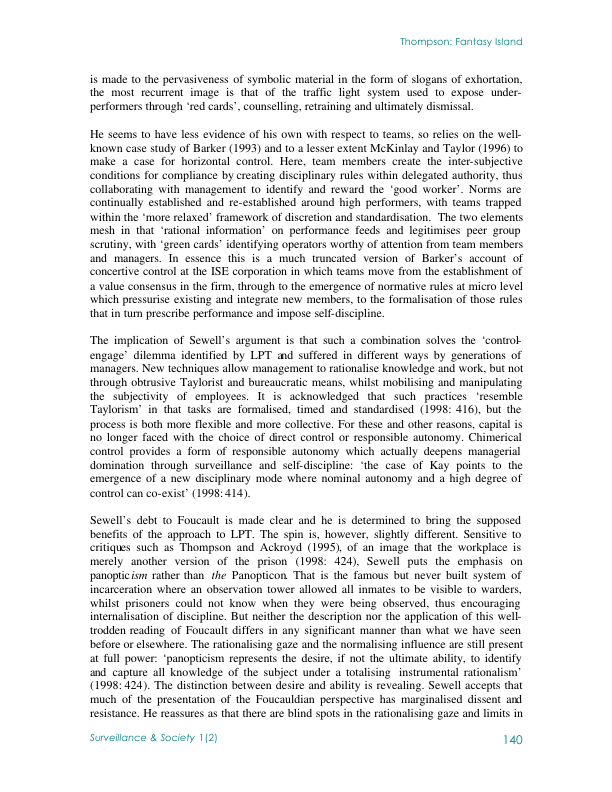 Thompson: Fantasy Island
is made to the pervasiveness of symbolic material in the form of slogans of exhortation,
the most recurrent image is that of the traffic light system used to expose under-
performers through ‘red cards’, counselling, retraining and ultimately dismissal.
He seems to have less evidence of his own with respect to teams, so relies on the well-
known case study of Barker (1993) and to a lesser extent McKinlay and Taylor (1996) to
make a case for horizontal control. Here, team members create the inter-subjective
conditions for compliance by creating disciplinary rules within delegated authority, thus
collaborating with management to identify and reward the ‘good worker’. Norms are
continually established and re-established around high performers, with teams trapped
within the ‘more relaxed’ framework of discretion and standardisation. The two elements
mesh in that ‘rational information’ on performance feeds and legitimises peer group
scrutiny, with ‘green cards’ identifying operators worthy of attention from team members
and managers. In essence this is a much truncated version of Barker’s account of
concertive control at the ISE corporation in which teams move from the establishment of
a value consensus in the firm, through to the emergence of normative rules at micro level
which pressurise existing and integrate new members, to the formalisation of those rules
that in turn prescribe performance and impose self-discipline.
The implication of Sewell’s argument is that such a combination solves the ‘control-
engage’ dilemma identified by LPT and suffered in different ways by generations of
managers. New techniques allow management to rationalise knowledge and work, but not
through obtrusive Taylorist and bureaucratic means, whilst mobilising and manipulating
the subjectivity of employees. It is acknowledged that such practices ‘resemble
Taylorism’ in that tasks are formalised, timed and standardised (1998: 416), but the
process is both more flexible and more collective. For these and other reasons, capital is
no longer faced with the choice of direct control or responsible autonomy. Chimerical
control provides a form of responsible autonomy which actually deepens managerial
domination through surveillance and self-discipline: ‘the case of Kay points to the
emergence of a new disciplinary mode where nominal autonomy and a high degree of
control can co-exist’ (1998: 414).
Sewell’s debt to Foucault is made clear and he is determined to bring the supposed
benefits of the approach to LPT. The spin is, however, slightly different. Sensitive to
critiques such as Thompson and Ackroyd (1995), of an image that the workplace is
merely another version of the prison (1998: 424), Sewell puts the emphasis on
panopticism rather than the Panopticon. That is the famous but never built system of
incarceration where an observation tower allowed all inmates to be visible to warders,
whilst prisoners could not know when they were being observed, thus encouraging
internalisation of discipline. But neither the description nor the application of this well-
trodden reading of Foucault differs in any significant manner than what we have seen
before or elsewhere. The rationalising gaze and the normalising influence are still present
at full power: ‘panopticism represents the desire, if not the ultimate ability, to identify
and capture all knowledge of the subject under a totalising instrumental rationalism’
(1998: 424). The distinction between desire and ability is revealing. Sewell accepts that
much of the presentation of the Foucauldian perspective has marginalised dissent and
resistance. He reassures as that there are blind spots in the rationalising gaze and limits in
Surveillance & Society 1(2)
140